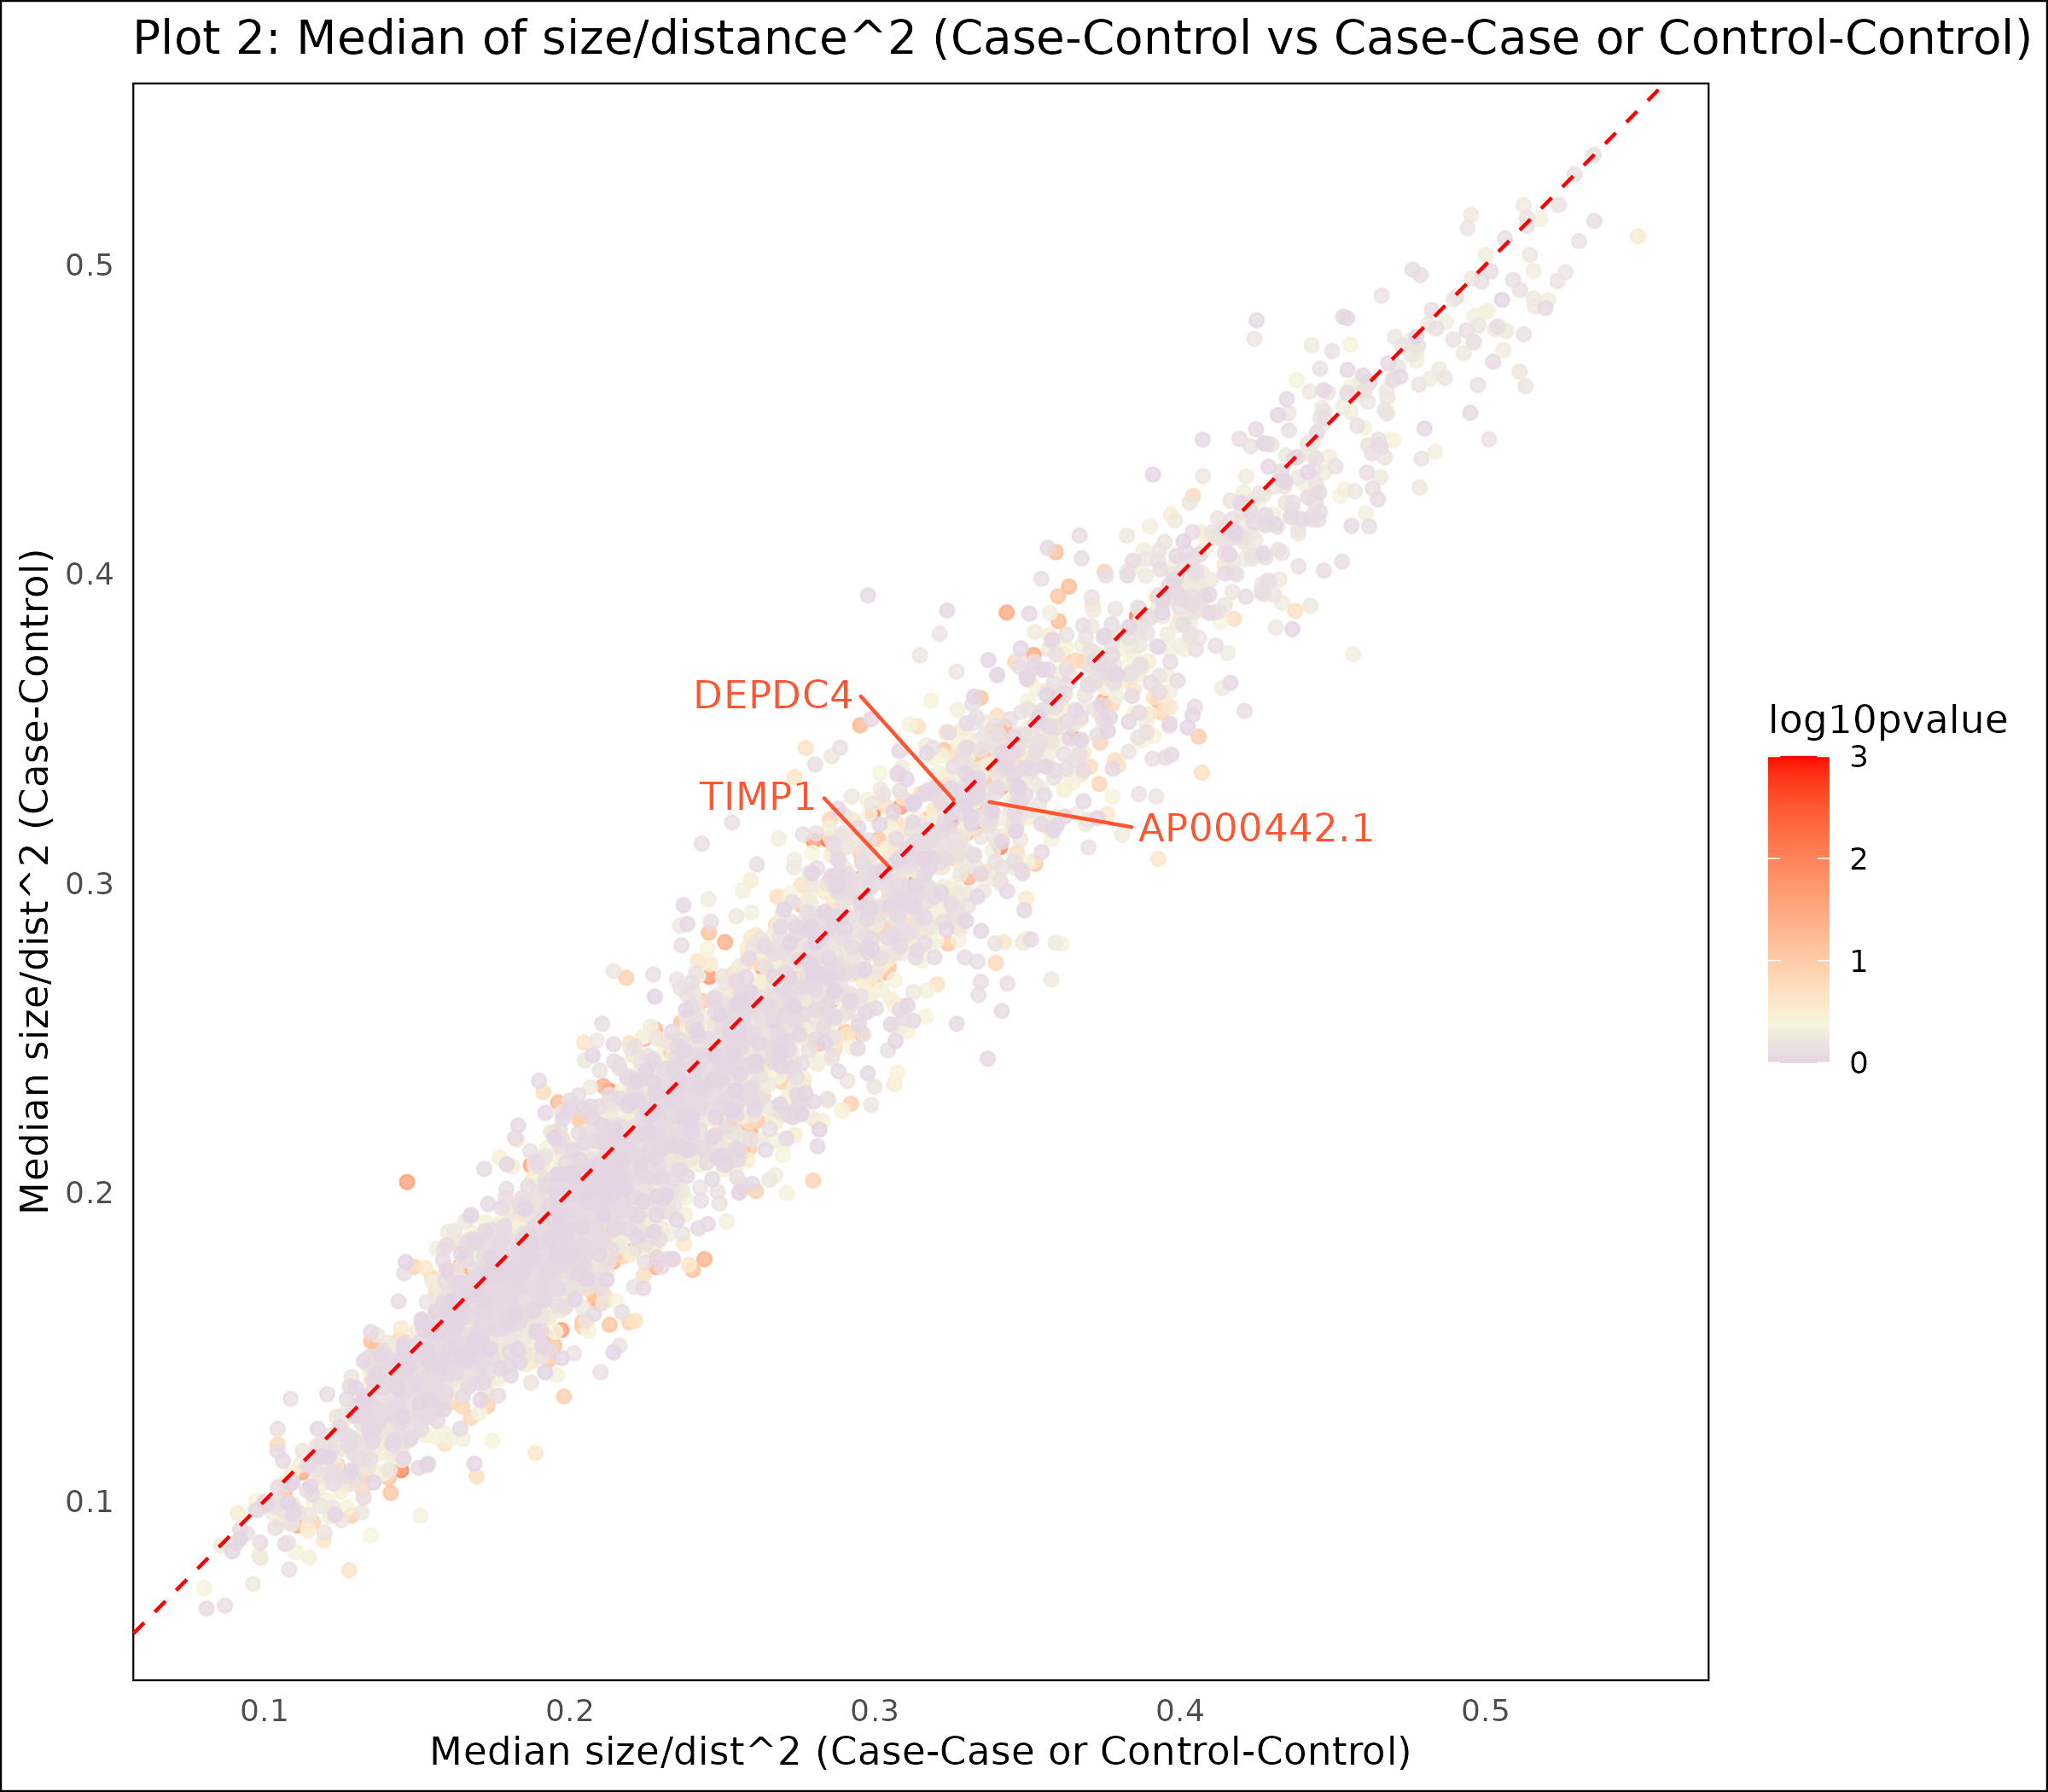 Plot 2: Median of size/distance^2 (Case-Control vs Case-Case or Control-Control)
Median size/dist^2 (Case-Control)
0.5
0.4
0.3
0.2
0.1
DEPDC4
TIMP1
AP000442.1
log10pvalue
3
2
1
0
0.1 0.2 0.3 0.4 0.5
Median size/dist^2 (Case-Case or Control-Control)